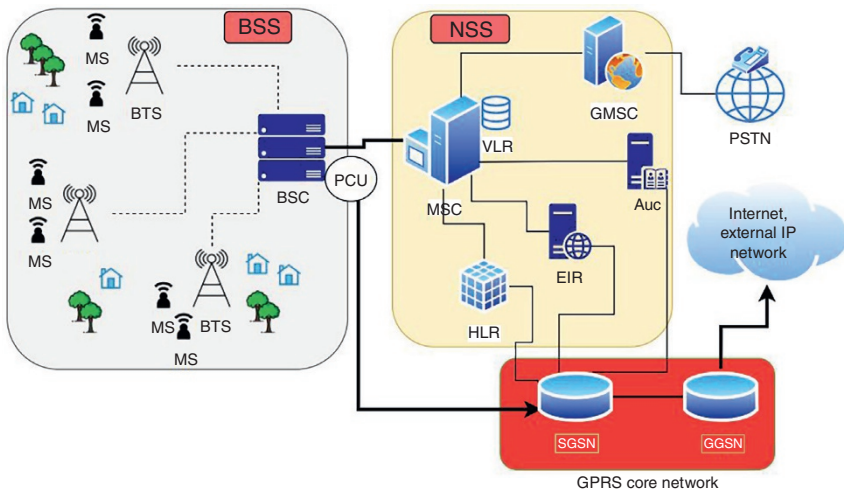 BSS
NSS
MS
MS
BTS
MS
MS
BTS
MS
MS
BSC
PCU
VLR
MSC
GMSC
PSTN
Auc
EIR
HLR
Internet,
external IP
network
SGSN
GGSN
GPRS core network